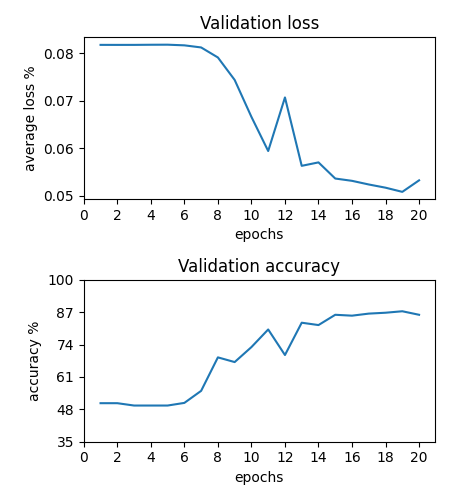 Validation loss
average loss %
0.08
0.07
0.06
0.05
0 2 4 6 8 10 12 14 16 18 20
epochs
Validation accuracy
accuracy %
100
87
74
61
48
35
0 2 4 6 8 10 12 14 16 18 20
epochs